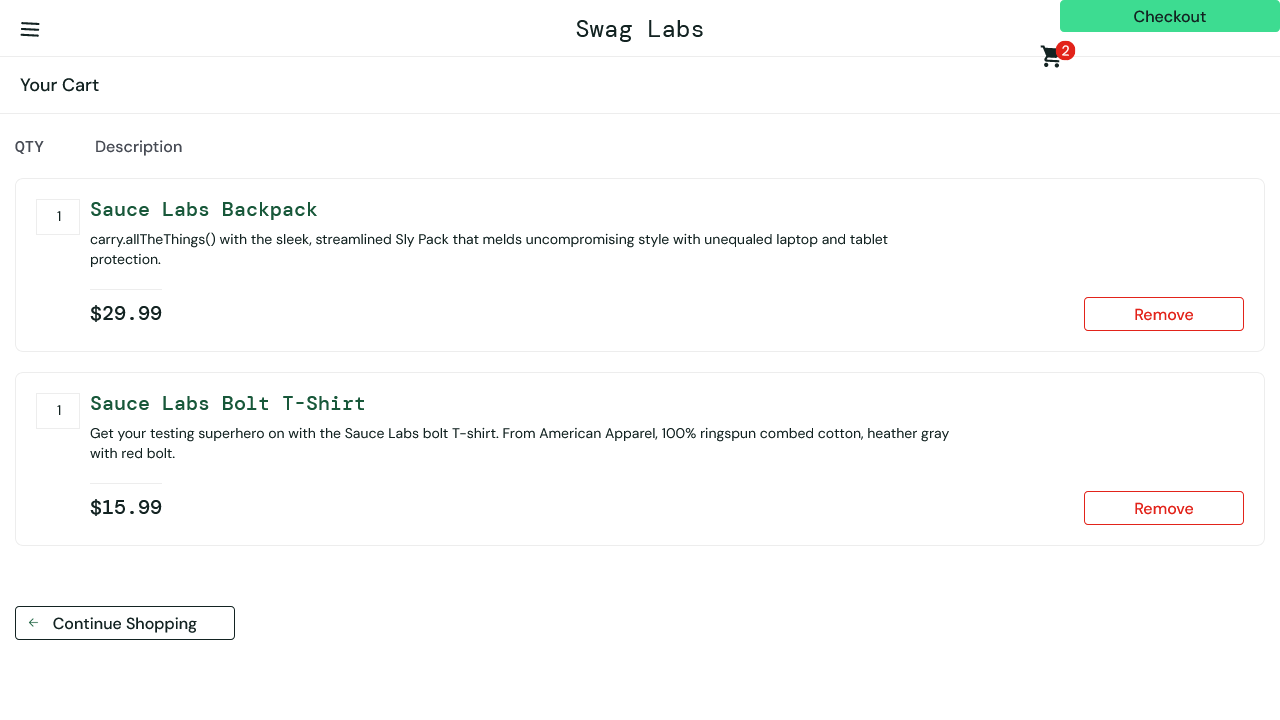 Swag Labs
Checkout
2
Your Cart
QTY Description
1
Sauce Labs Backpack
carry.allTheThings() with the sleek, streamlined Sly Pack that melds uncompromising style with unequaled laptop and tablet
protection.
$29.99
Remove
1
Sauce Labs Bolt T-Shirt
Get your testing superhero on with the Sauce Labs bolt T-shirt. From American Apparel, 100% ringspun combed cotton, heather gray
with red bolt.
$15.99
Remove
Continue Shopping